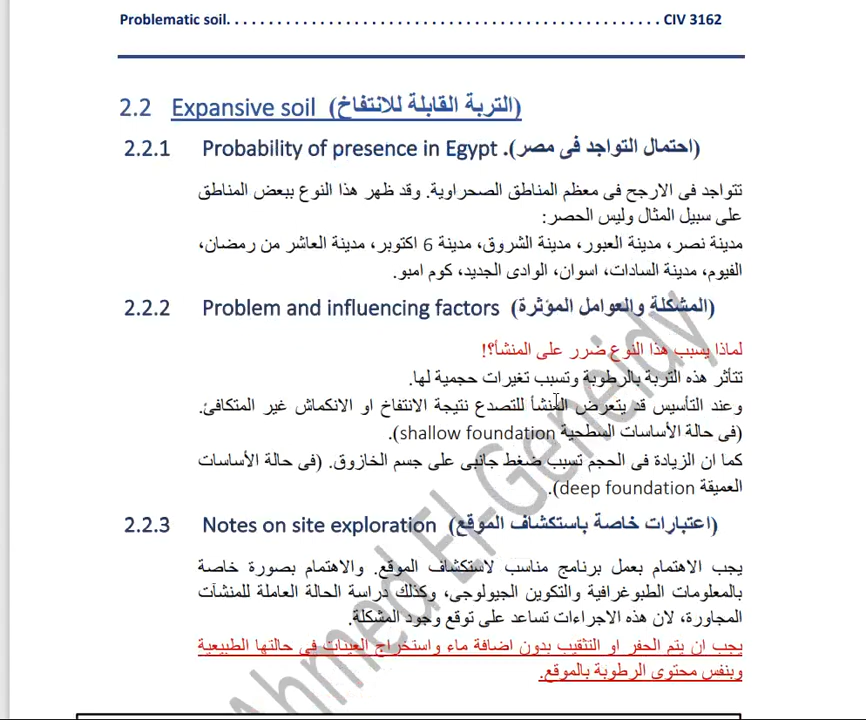 Problematic soil. . . . . . . . . . . . . . . . . . . . . . . . . . . . . . . . . . . . . . . . . . . . . . . . . . . . CIV 3162
2.2 Expansive soil (التربة القابلة للانتفاخ)
2.2.1 Probability of presence in Egypt .(احتمال التواجد فى مصر)
تتواجد فى الارجح فى معظم المناطق الصحراوية. وقد ظهر هذا النوع ببعض المناطق
على سبيل المثال وليس الحصر:
مدينة نصر، مدينة العبور، مدينة الشروق، مدينة 6 اكتوبر، مدينة العاشر من رمضان،
الفيوم، مدينة السادات، اسوان، الوادى الجديد، كوم امبو.
2.2.2 Problem and influencing factors (المشكلة والعوامل المؤثرة)
لماذا يسبب هذا النوع ضرر على المنشأ؟!
تتأثر هذه التربة بالرطوبة وتسبب تغيرات حجمية لها.
وعند التأسيس قد يتعرض المنشأ للتصدع نتيجة الانتفاخ او الانكماش غير المتكافئ.
(فى حالة الأساسات السطحية shallow foundation).
كما ان الزيادة فى الحجم تسبب ضغط جانبى على جسم الخازوق. (فى حالة الأساسات
العميقة deep foundation).
2.2.3 Notes on site exploration (اعتبارات خاصة باستكشاف الموقع)
يجب الاهتمام بعمل برنامج مناسب لاستكشاف الموقع. والاهتمام بصورة خاصة
بالمعلومات الطبوغرافية والتكوين الجيولوجى، وكذلك دراسة الحالة العاملة للمنشآت
المجاورة، لان هذه الاجراءات تساعد على توقع وجود المشكلة.
يجب ان يتم الحفر او التثقيب بدون اضافة ماء واستخراج العينات في حالتها الطبيعية
وبنفس محتوى الرطوبة بالموقع.
Ahmed El-Geneidy